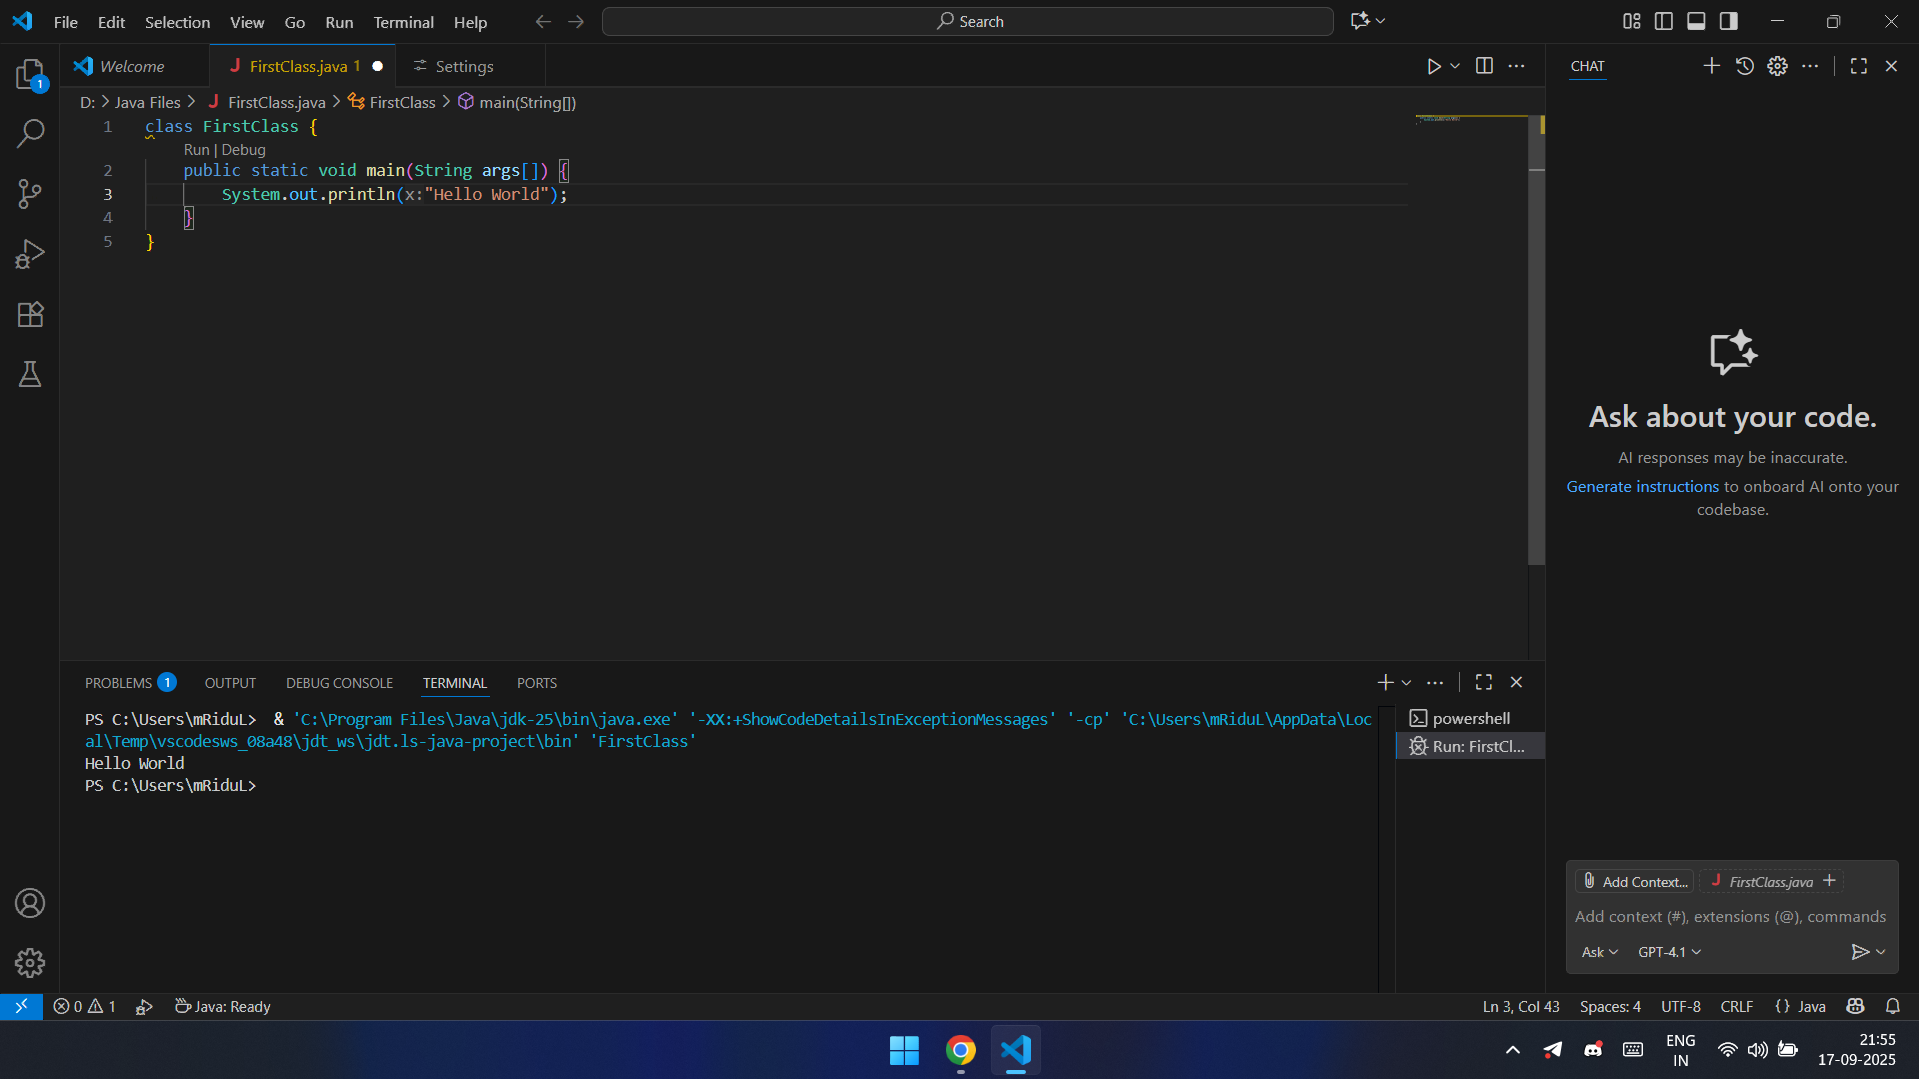 File Edit Selection View Go Run Terminal Help
Search
Welcome
FirstClass.java 1
Settings
CHAT
D: > Java Files > FirstClass.java > FirstClass > main(String[])
1 class FirstClass {
Run | Debug
2 public static void main(String args[]) {
3 System.out.println(x:"Hello World");
4 }
5 }
Ask about your code.
AI responses may be inaccurate.
Generate instructions to onboard AI onto your
codebase.
PROBLEMS 1 OUTPUT DEBUG CONSOLE TERMINAL PORTS
PS C:\Users\mRiduL> & 'C:\Program Files\Java\jdk-25\bin\java.exe' '-XX:+ShowCodeDetailsInExceptionMessages' '-cp' 'C:\Users\mRiduL\AppData\Loc
al\Temp\vscodesws_08a48\jdt_ws\jdt.ls-java-project\bin' 'FirstClass'
Hello World
PS C:\Users\mRiduL>
powershell
Run: FirstCl...
Add Context... FirstClass.java
Add context (#), extensions (@), commands
Ask GPT-4.1
0 1 Java: Ready
Ln 3, Col 43 Spaces: 4 UTF-8 CRLF {} Java
1
ENG
IN
21:55
17-09-2025